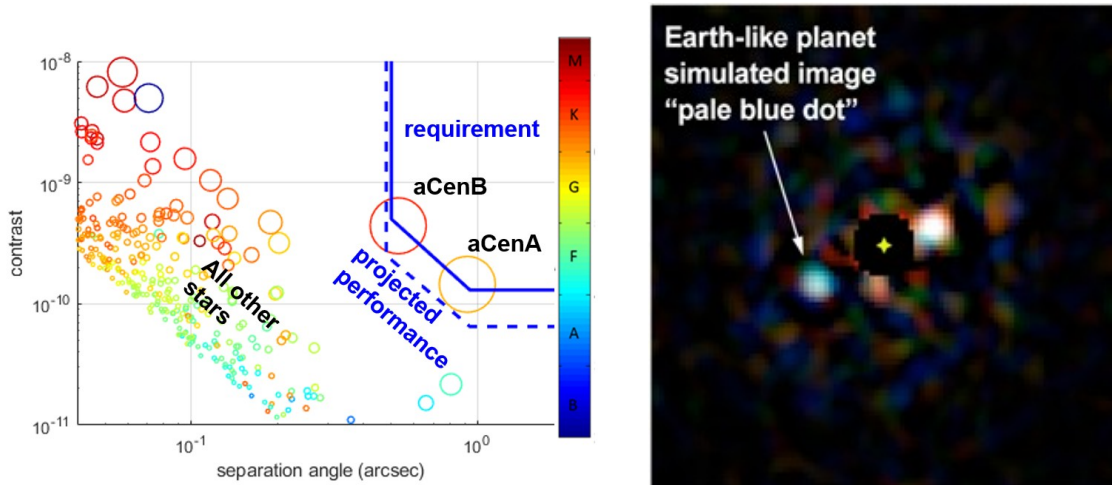 10^-8
10^-9
10^-10
10^-11
contrast
10^-1
10^0
separation angle (arcsec)
requirement
aCenB
aCenA
projected
performance
All other
stars
M
K
G
F
A
B
Earth-like planet
simulated image
“pale blue dot”